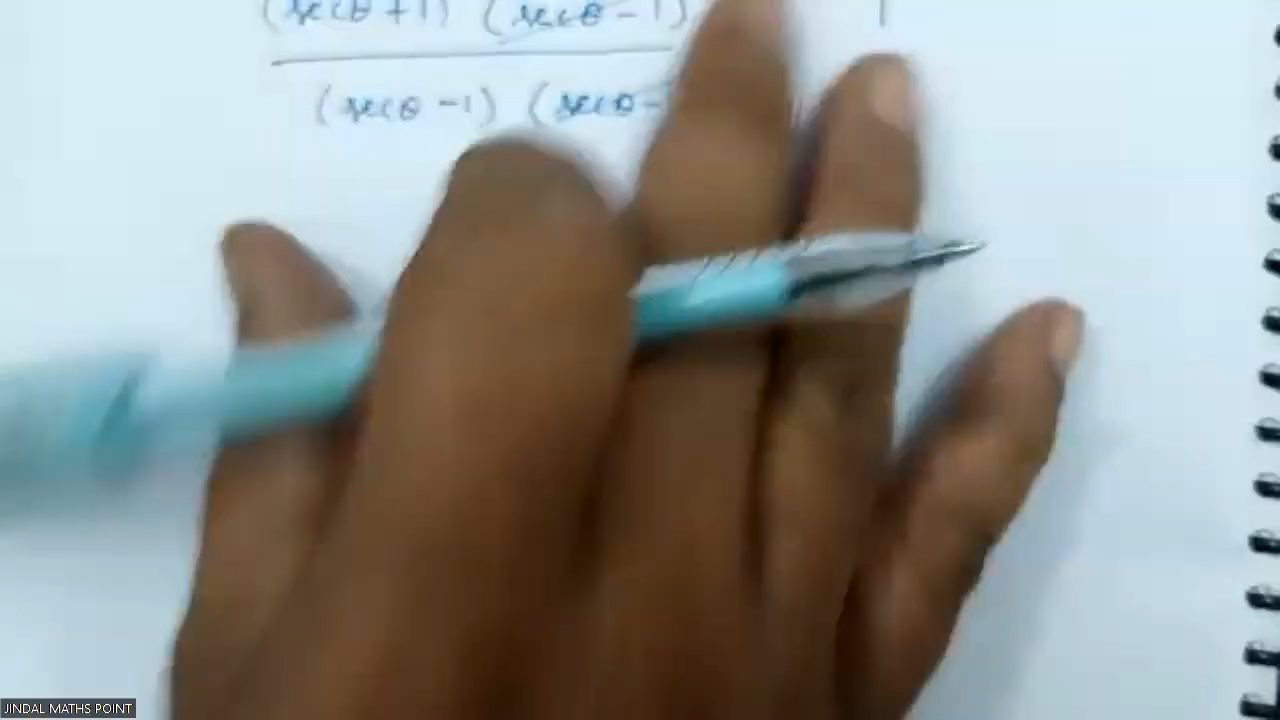 (secθ + 1) (secθ - 1)
(secθ - 1) (secθ -
JINDAL MATHS POINT